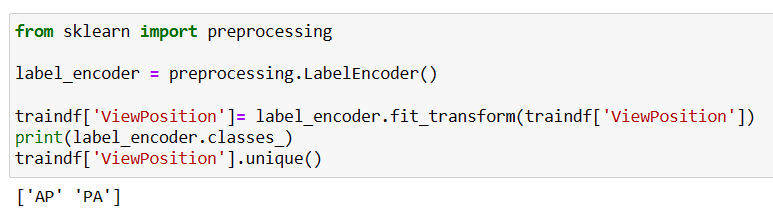 from sklearn import preprocessing
label_encoder = preprocessing.LabelEncoder()
traindf['ViewPosition']= label_encoder.fit_transform(traindf['ViewPosition'])
print(label_encoder.classes_)
traindf['ViewPosition'].unique()
['AP' 'PA']